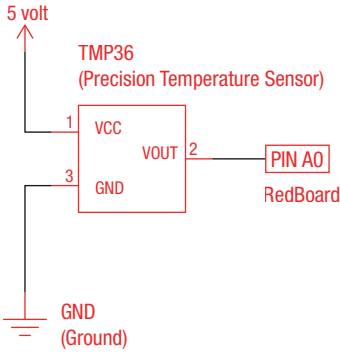 5 volt
TMP36
(Precision Temperature Sensor)
1
VCC
VOUT
2
PIN A0
3
GND
RedBoard
GND
(Ground)